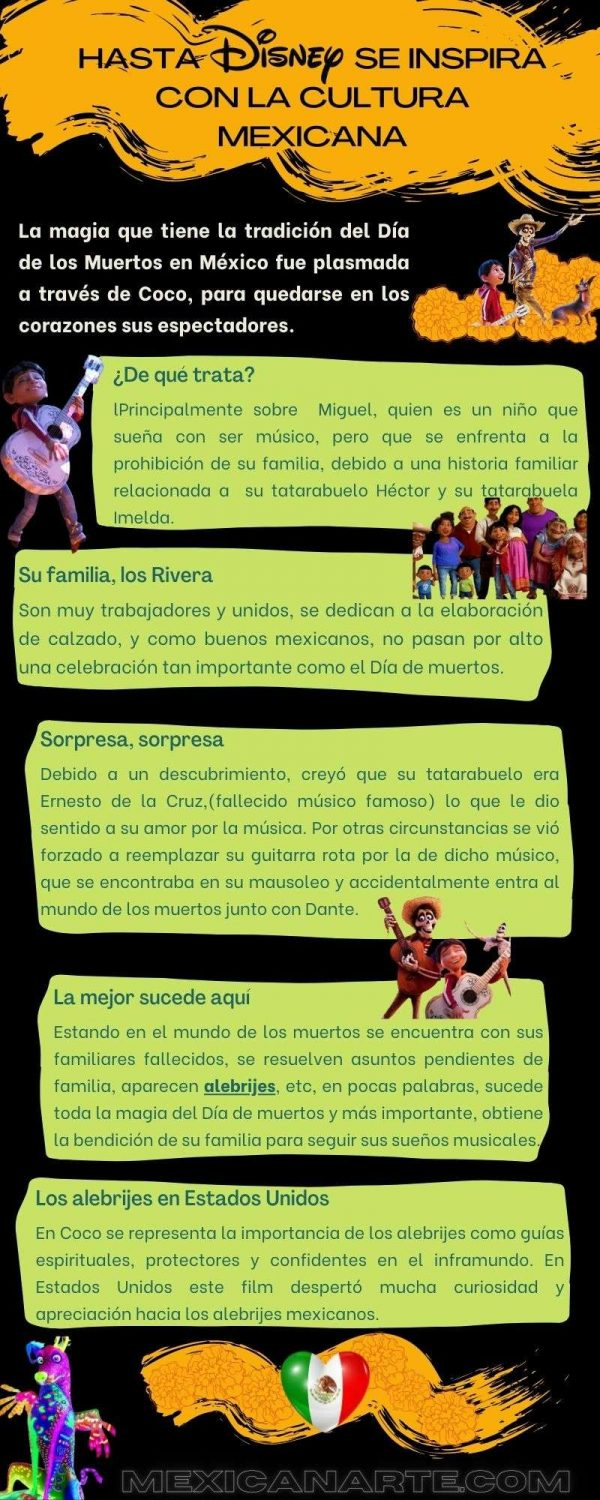 HASTA Disney SE INSPIRA
CON LA CULTURA
MEXICANA
La magia que tiene la tradición del Día
de los Muertos en México fue plasmada
a través de Coco, para quedarse en los
corazones sus espectadores.
¿De qué trata?
lPrincipalmente sobre Miguel, quien es un niño que
sueña con ser músico, pero que se enfrenta a la
prohibición de su familia, debido a una historia familiar
relacionada a su tatarabuelo Héctor y su tatarabuela
Imelda.
Su familia, los Rivera
Son muy trabajadores y unidos, se dedican a la elaboración
de calzado, y como buenos mexicanos, no pasan por alto
una celebración tan importante como el Día de muertos.
Sorpresa, sorpresa
Debido a un descubrimiento, creyó que su tatarabuelo era
Ernesto de la Cruz,(fallecido músico famoso) lo que le dio
sentido a su amor por la música. Por otras circunstancias se vió
forzado a reemplazar su guitarra rota por la de dicho músico,
que se encontraba en su mausoleo y accidentalmente entra al
mundo de los muertos junto con Dante.
La mejor sucede aquí
Estando en el mundo de los muertos se encuentra con sus
familiares fallecidos, se resuelven asuntos pendientes de
familia, aparecen alebrijes, etc, en pocas palabras, sucede
toda la magia del Día de muertos y más importante, obtiene
la bendición de su familia para seguir sus sueños musicales.
Los alebrijes en Estados Unidos
En Coco se representa la importancia de los alebrijes como guías
espirituales, protectores y confidentes en el inframundo. En
Estados Unidos este film despertó mucha curiosidad y
apreciación hacia los alebrijes mexicanos.
MEXICANARTE.COM